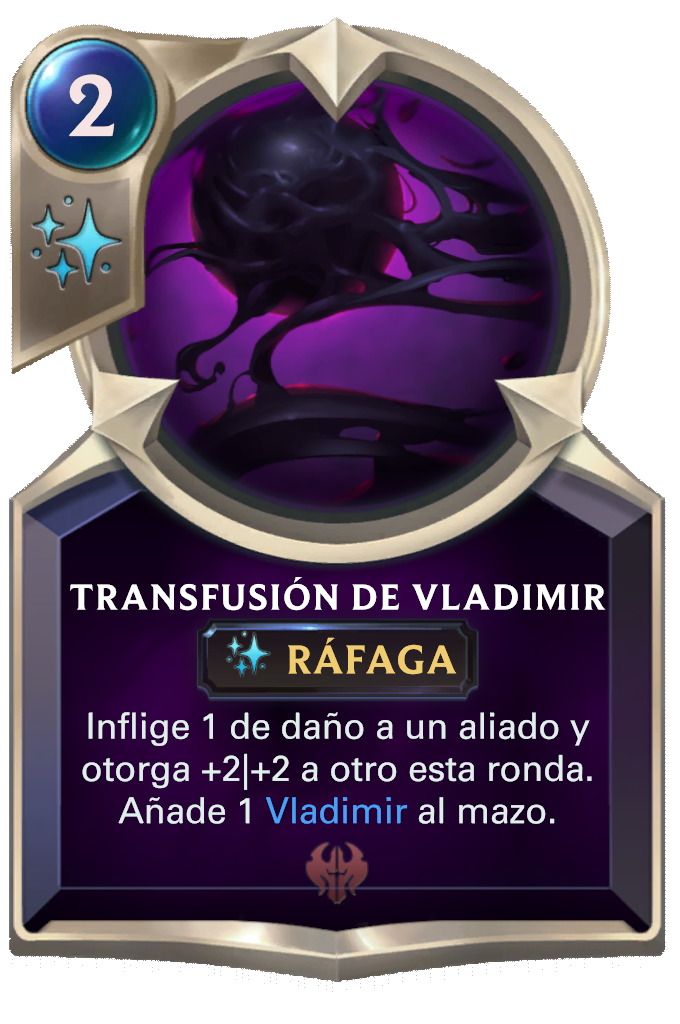 2
TRANSFUSIÓN DE VLADIMIR
RÁFAGA
Inflige 1 de daño a un aliado y
otorga +2|+2 a otro esta ronda.
Añade 1 Vladimir al mazo.